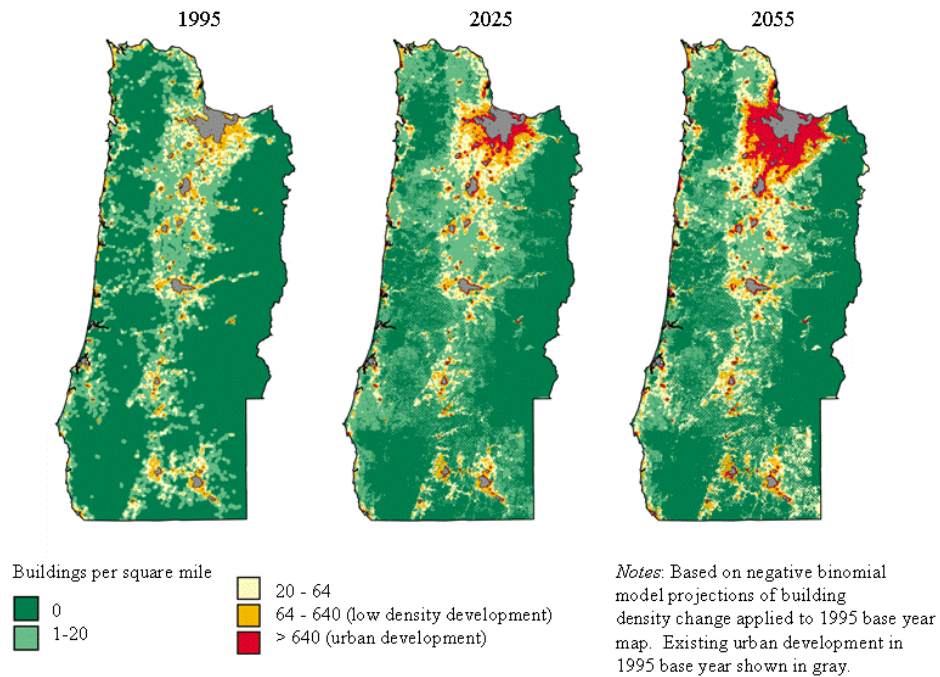 1995
2025
2055
Buildings per square mile
0
1-20
20 - 64
64 - 640 (low density development)
> 640 (urban development)
Notes: Based on negative binomial
model projections of building
density change applied to 1995 base year
map. Existing urban development in
1995 base year shown in gray.